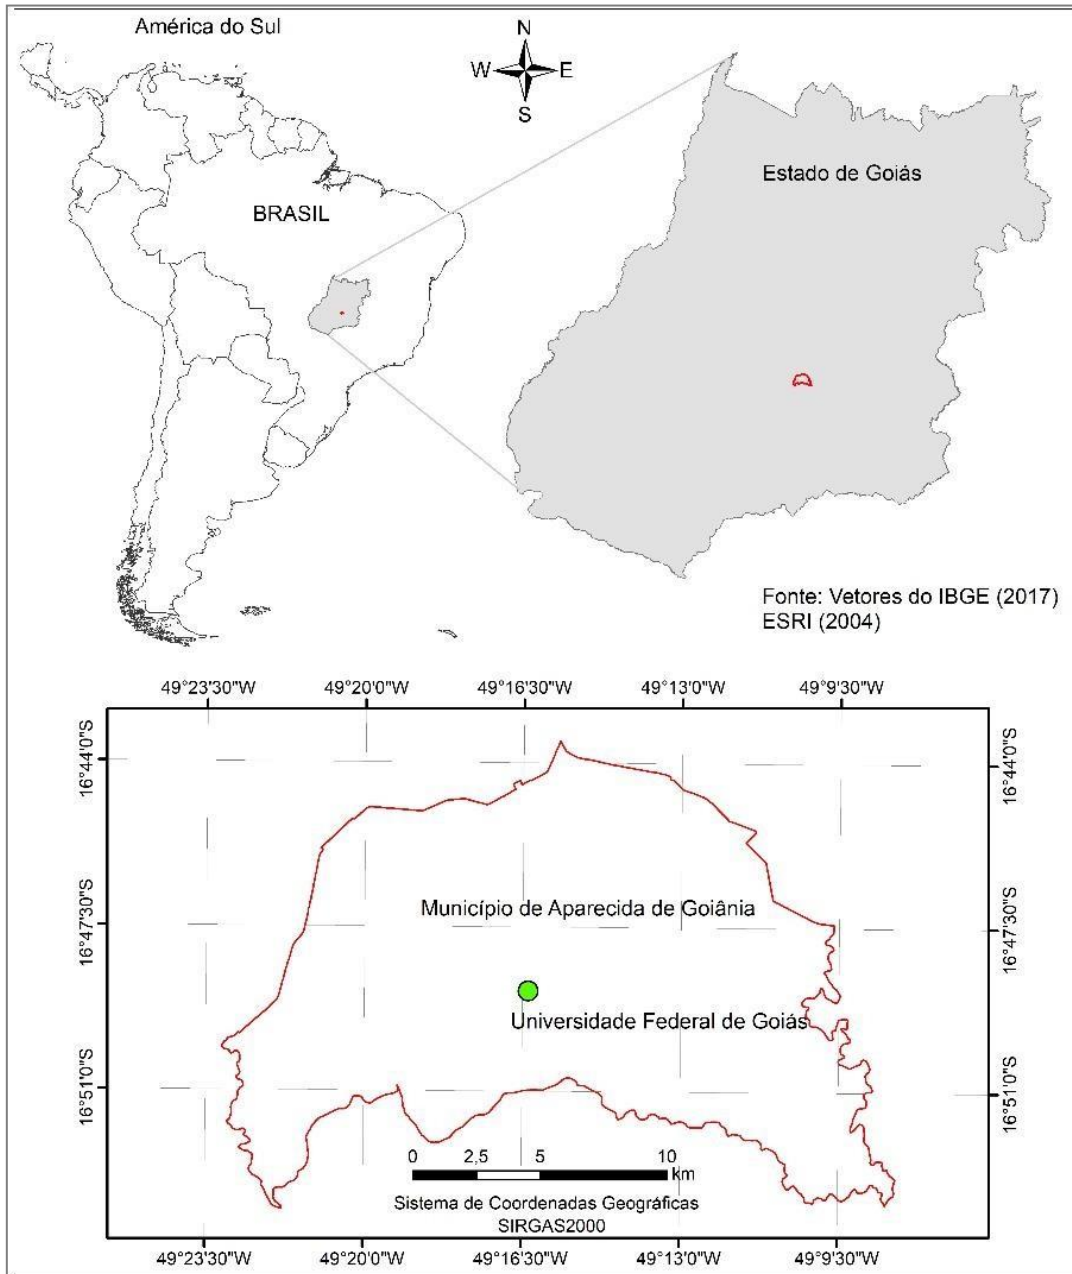 América do Sul
N
W
E
S
Estado de Goiás
BRASIL
Fonte: Vetores do IBGE (2017)
ESRI (2004)
49°23'30"W
49°20'0"W
49°16'30"W
49°13'0"W
49°9'30"W
16°44'0"S
16°44'0"S
Município de Aparecida de Goiânia
16°47'30"S
16°47'30"S
Universidade Federal de Goiás
16°51'0"S
16°51'0"S
0
2,5
5
10
km
Sistema de Coordenadas Geográficas
SIRGAS2000
49°23'30"W
49°20'0"W
49°16'30"W
49°13'0"W
49°9'30"W